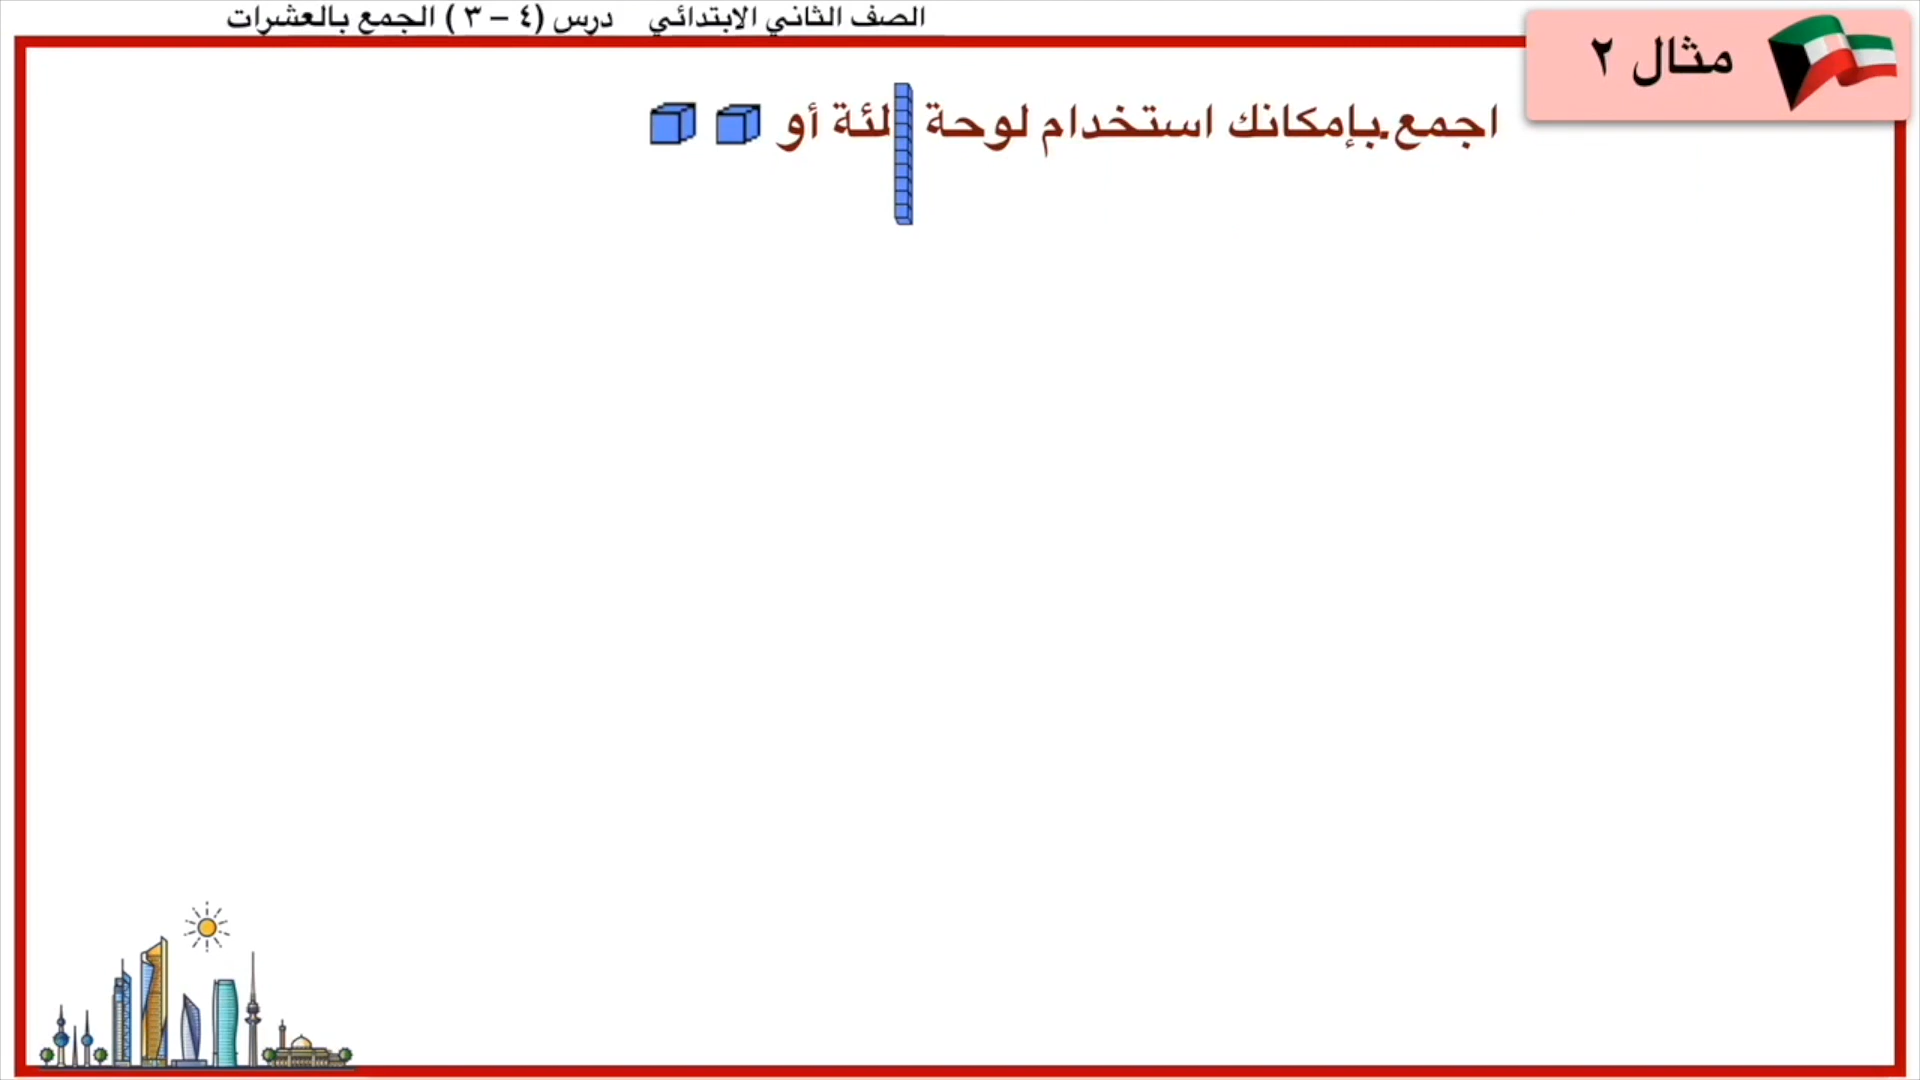 الصف الثاني الابتدائي درس (٤ – ٣ ) الجمع بالعشرات
مثال ٢
اجمع.بإمكانك استخدام لوحة لئة أو